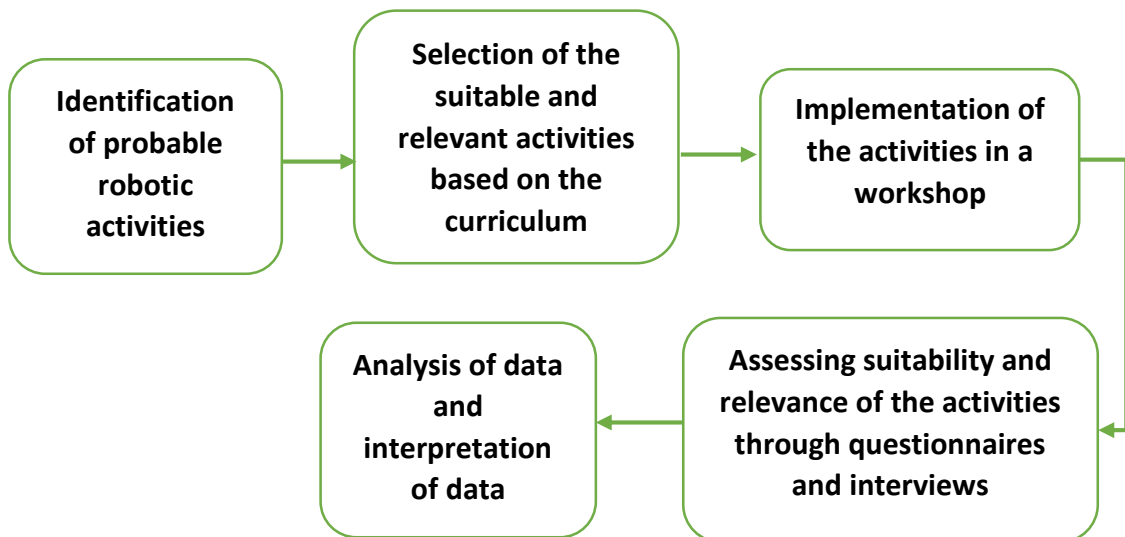 Identification
of probable
robotic
activities
Selection of the
suitable and
relevant activities
based on the
curriculum
Implementation of
the activities in a
workshop
Assessing suitability and
relevance of the activities
through questionnaires
and interviews
Analysis of data
and
interpretation
of data